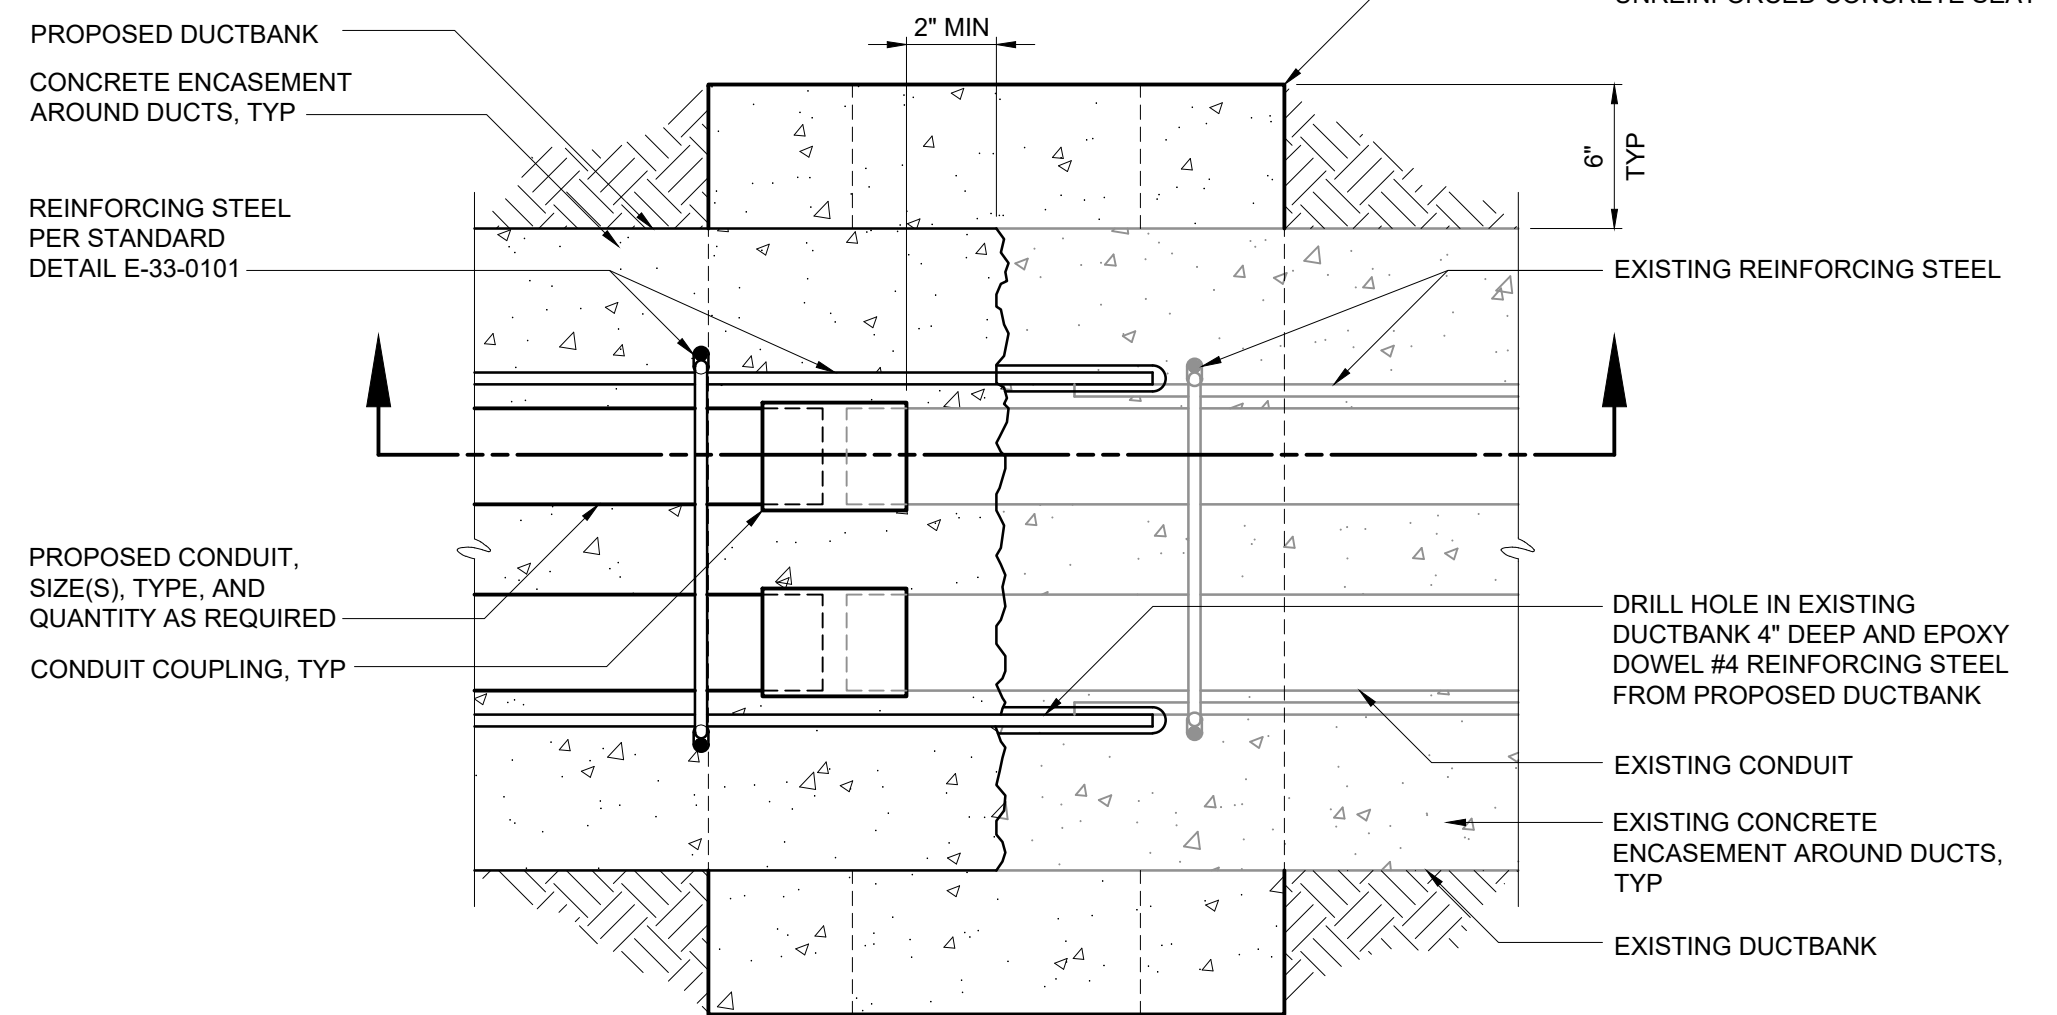 UNREINFORCED CONCRETE SEAT
PROPOSED DUCTBANK
2" MIN
CONCRETE ENCASEMENT
AROUND DUCTS, TYP
6"
TYP
REINFORCING STEEL
PER STANDARD
DETAIL E-33-0101
EXISTING REINFORCING STEEL
PROPOSED CONDUIT,
SIZE(S), TYPE, AND
QUANTITY AS REQUIRED
CONDUIT COUPLING, TYP
DRILL HOLE IN EXISTING
DUCTBANK 4" DEEP AND EPOXY
DOWEL #4 REINFORCING STEEL
FROM PROPOSED DUCTBANK
EXISTING CONDUIT
EXISTING CONCRETE
ENCASEMENT AROUND DUCTS,
TYP
EXISTING DUCTBANK